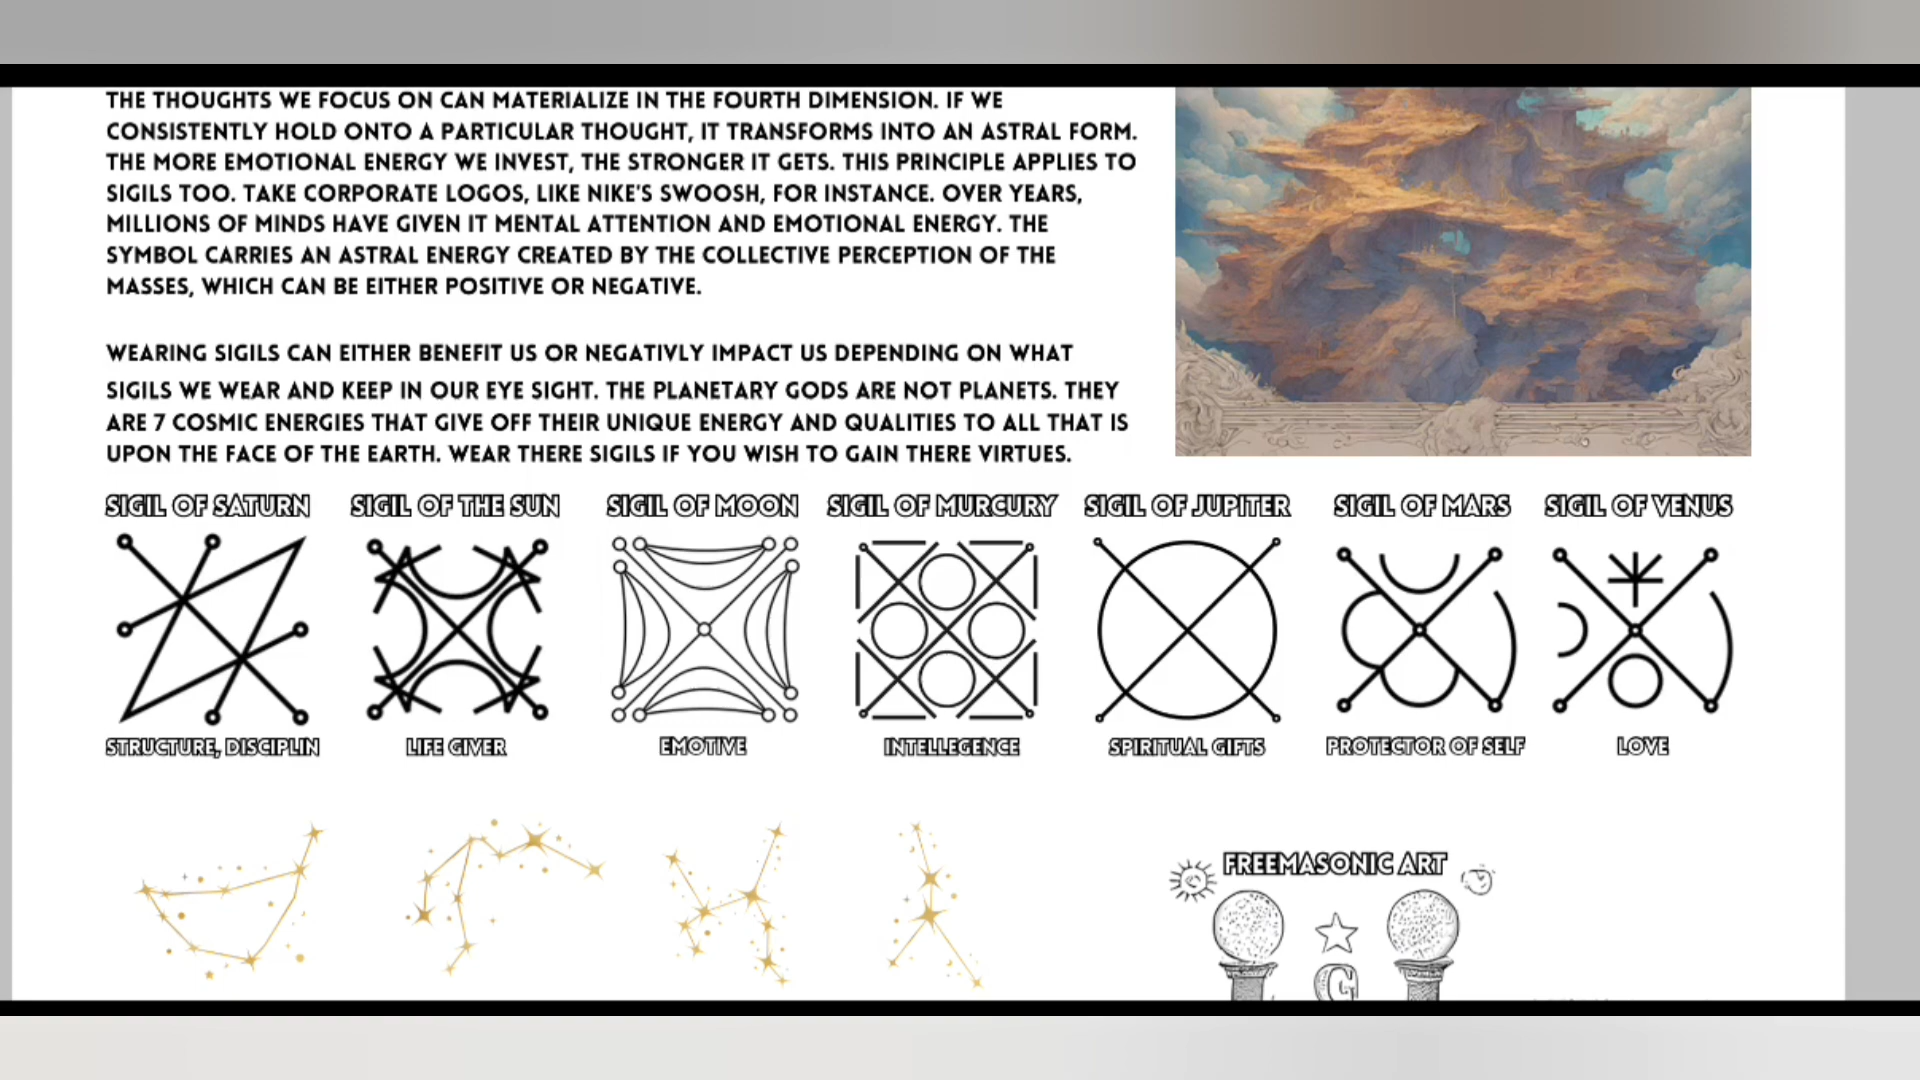 THE THOUGHTS WE FOCUS ON CAN MATERIALIZE IN THE FOURTH DIMENSION. IF WE
CONSISTENTLY HOLD ONTO A PARTICULAR THOUGHT, IT TRANSFORMS INTO AN ASTRAL FORM.
THE MORE EMOTIONAL ENERGY WE INVEST, THE STRONGER IT GETS. THIS PRINCIPLE APPLIES TO
SIGILS TOO. TAKE CORPORATE LOGOS, LIKE NIKE'S SWOOSH, FOR INSTANCE. OVER YEARS,
MILLIONS OF MINDS HAVE GIVEN IT MENTAL ATTENTION AND EMOTIONAL ENERGY. THE
SYMBOL CARRIES AN ASTRAL ENERGY CREATED BY THE COLLECTIVE PERCEPTION OF THE
MASSES, WHICH CAN BE EITHER POSITIVE OR NEGATIVE.
WEARING SIGILS CAN EITHER BENEFIT US OR NEGATIVLY IMPACT US DEPENDING ON WHAT
SIGILS WE WEAR AND KEEP IN OUR EYE SIGHT. THE PLANETARY GODS ARE NOT PLANETS. THEY
ARE 7 COSMIC ENERGIES THAT GIVE OFF THEIR UNIQUE ENERGY AND QUALITIES TO ALL THAT IS
UPON THE FACE OF THE EARTH. WEAR THERE SIGILS IF YOU WISH TO GAIN THERE VIRTUES.
SIGIL OF SATURN SIGIL OF THE SUN SIGIL OF MOON SIGIL OF MURCURY SIGIL OF JUPITER SIGIL OF MARS SIGIL OF VENUS
STRUCTURE, DISCIPLIN LIFE GIVER EMOTIVE INTELLEGENCE SPIRITUAL GIFTS PROTECTOR OF SELF LOVE
FREEMASONIC ART
G